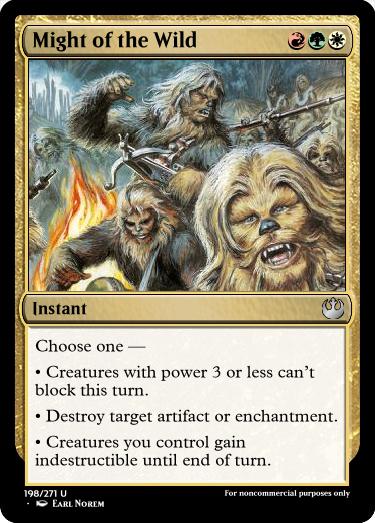 Might of the Wild
Instant
Choose one —
• Creatures with power 3 or less can't
block this turn.
• Destroy target artifact or enchantment.
• Creatures you control gain
indestructible until end of turn.
198/271 U
For noncommercial purposes only
· Earl Norem